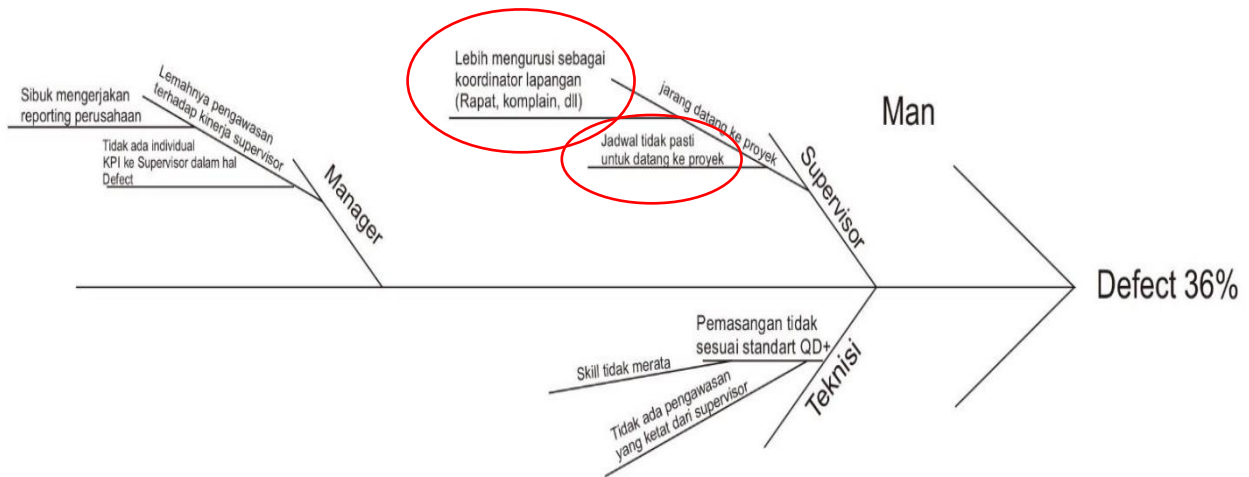 Lebih mengurusi sebagai
koordinator lapangan
(Rapat, komplain, dll)
jarang datang ke proyek
Jadwal tidak pasti
untuk datang ke proyek
Supervisor
Man
Sibuk mengerjakan
reporting perusahaan
Lemahnya pengawasan
terhadap kinerja supervisor
Tidak ada individual
KPI ke Supervisor dalam hal
Defect
Manager
Defect 36%
Pemasangan tidak
sesuai standart QD+
Skill tidak merata
Tidak ada pengawasan
yang ketat dari supervisor
Teknisi